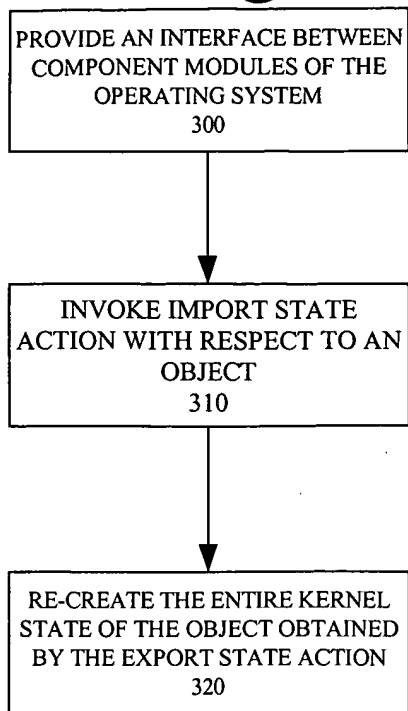 PROVIDE AN INTERFACE BETWEEN
COMPONENT MODULES OF THE
OPERATING SYSTEM
300
INVOKE IMPORT STATE
ACTION WITH RESPECT TO AN
OBJECT
310
RE-CREATE THE ENTIRE KERNEL
STATE OF THE OBJECT OBTAINED
BY THE EXPORT STATE ACTION
320